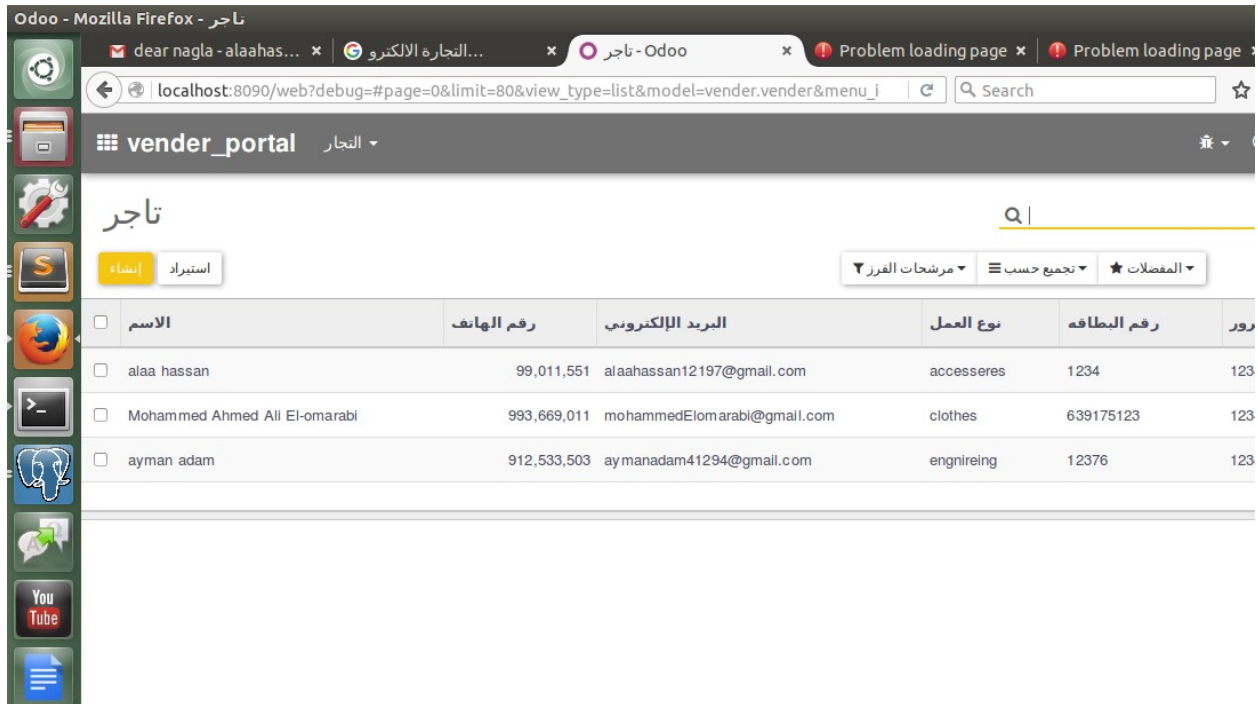 Odoo - Mozilla Firefox - تاجر
dear nagla - alaahas... التجارة الالكترو... تاجر - Odoo Problem loading page Problem loading page
localhost:8090/web?debug=#page=0&limit=80&view_type=list&model=vender.vender&menu_i Search
vender_portal التجار
تاجر
إنشاء استيراد مرشحات الفرز تجميع حسب المفضلات
الاسم رقم الهاتف البريد الإلكتروني نوع العمل رقم البطاقه
alaa hassan 99,011,551 alaahassan12197@gmail.com accesseres 1234 123
Mohammed Ahmed Ali El-omarabi 993,669,011 mohammedElomarabi@gmail.com clothes 639175123 123
ayman adam 912,533,503 aymanadam41294@gmail.com engnireing 12376 123
You
Tube